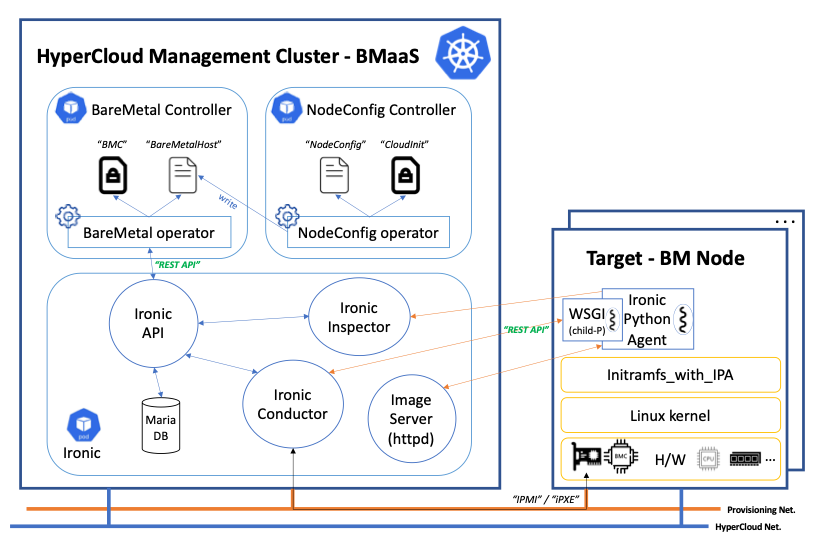 HyperCloud Management Cluster - BMaaS
BareMetal Controller
NodeConfig Controller
pod
pod
"BMC"
"BareMetalHost"
"NodeConfig"
"CloudInit"
write
BareMetal operator
NodeConfig operator
"REST API"
Ironic
API
Ironic
Inspector
Ironic
Conductor
Image
Server
(httpd)
Maria
DB
pod
Ironic
"REST API"
...
Target - BM Node
WSGI
(child-P)
Ironic
Python
Agent
Initramfs_with_IPA
Linux kernel
BMC
H/W
CPU
...
"IPMI" / "iPXE"
Provisioning Net.
HyperCloud Net.